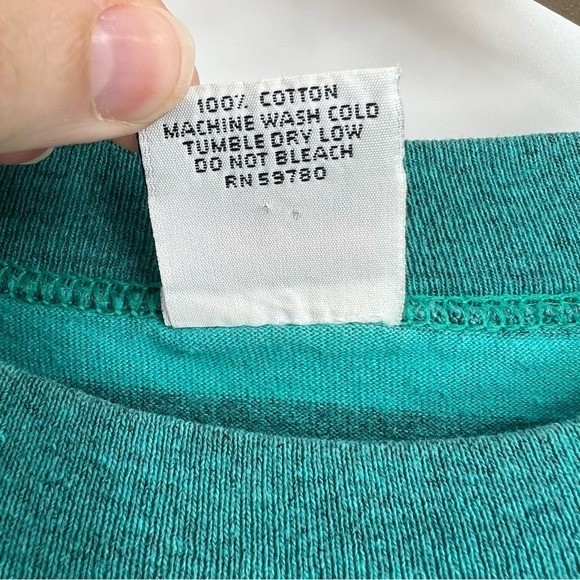 100% COTTON
MACHINE WASH COLD
TUMBLE DRY LOW
DO NOT BLEACH
RN 59780